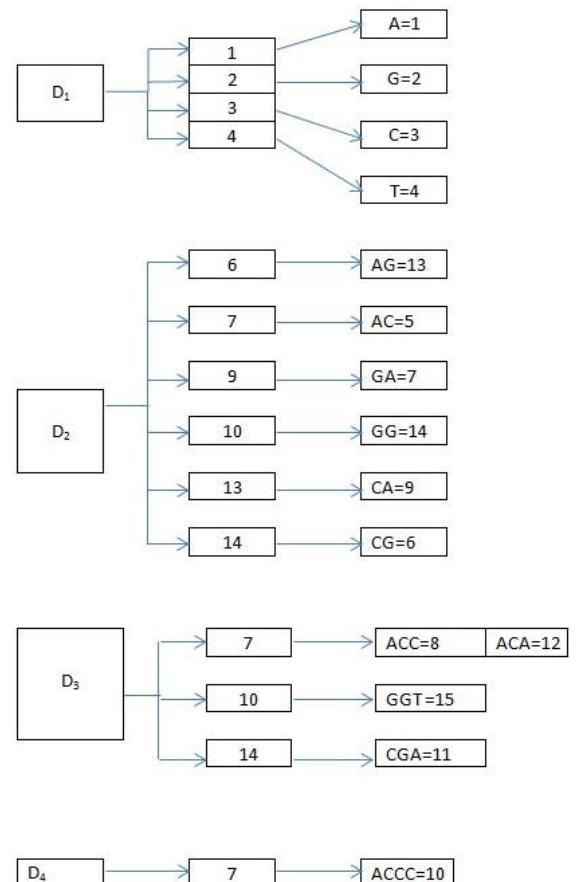 D₁
1 A=1
2 G=2
3 C=3
4 T=4
D₂
6 AG=13
7 AC=5
9 GA=7
10 GG=14
13 CA=9
14 CG=6
D₃
7 ACC=8 ACA=12
10 GGT=15
14 CGA=11
D₄ 7 ACCC=10